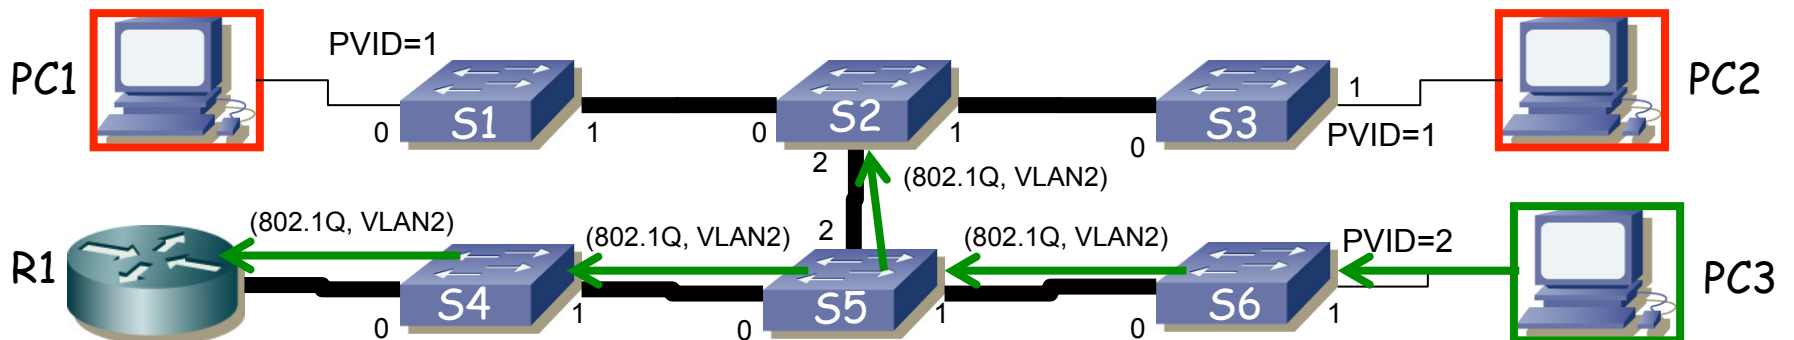 PC1
PVID=1
S1
0
1
S2
0
1
2
S3
0
1
PVID=1
PC2
(802.1Q, VLAN2)
R1
(802.1Q, VLAN2)
S4
0
1
(802.1Q, VLAN2)
2
S5
0
1
(802.1Q, VLAN2)
S6
0
1
PVID=2
PC3